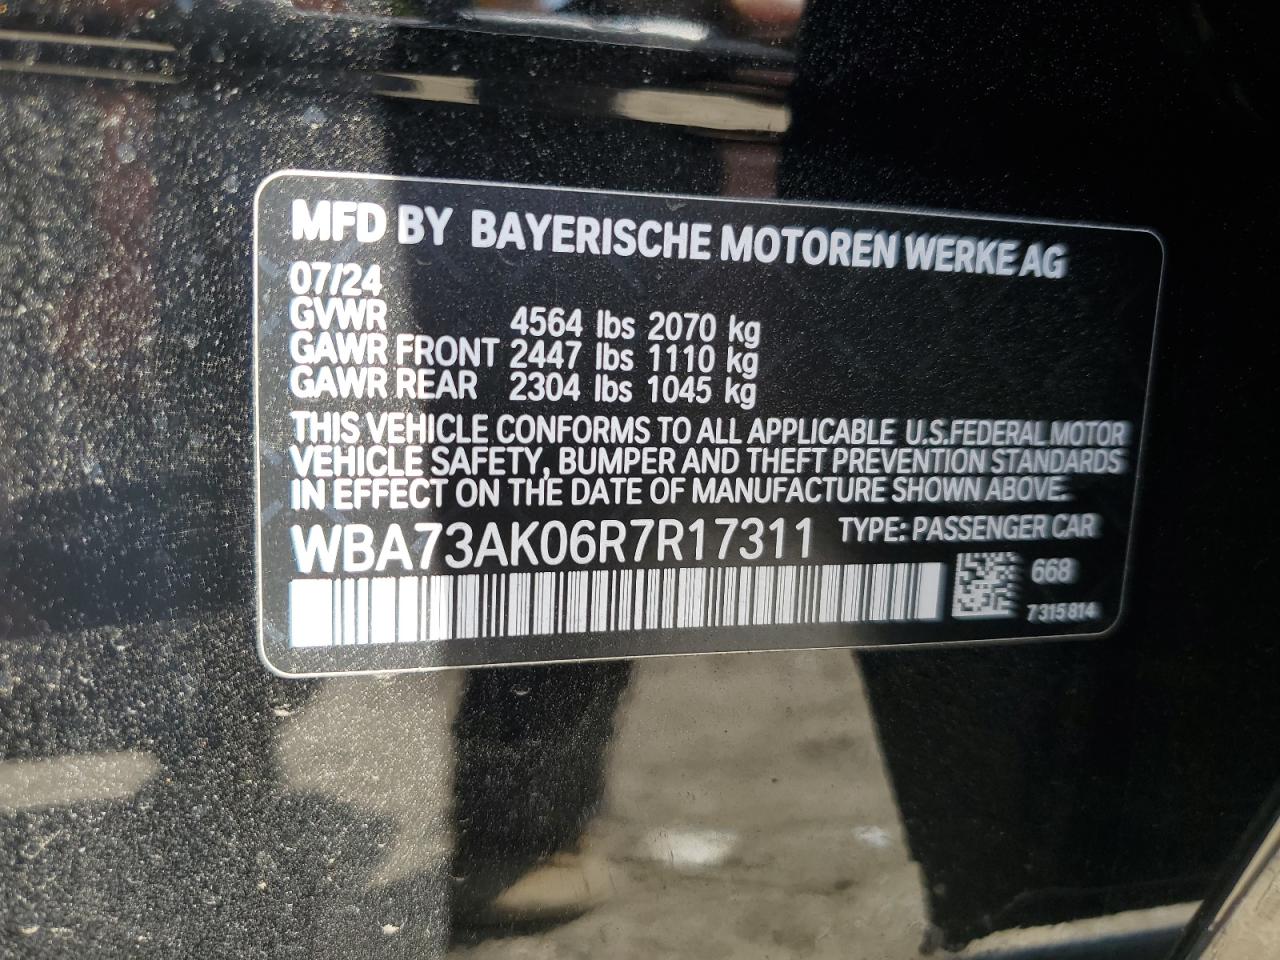 MFD BY BAYERISCHE MOTOREN WERKE AG
07/24
GVWR 4564 lbs 2070 kg
GAWR FRONT 2447 lbs 1110 kg
GAWR REAR 2304 lbs 1045 kg
THIS VEHICLE CONFORMS TO ALL APPLICABLE U.S.FEDERAL MOTOR
VEHICLE SAFETY, BUMPER AND THEFT PREVENTION STANDARDS
IN EFFECT ON THE DATE OF MANUFACTURE SHOWN ABOVE.
WBA73AK06R7R17311 TYPE: PASSENGER CAR
668
7315814